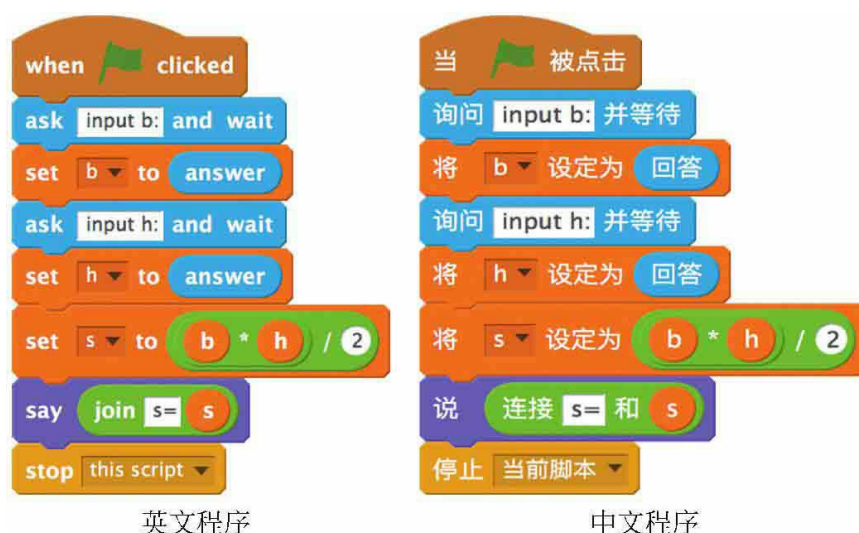 when clicked
ask input b: and wait
set b to answer
ask input h: and wait
set h to answer
set s to b * h / 2
say join s= s
stop this script
英文程序
当 被点击
询问 input b: 并等待
将 b 设定为 回答
询问 input h: 并等待
将 h 设定为 回答
将 s 设定为 b * h / 2
说 连接 s= 和 s
停止 当前脚本
中文程序